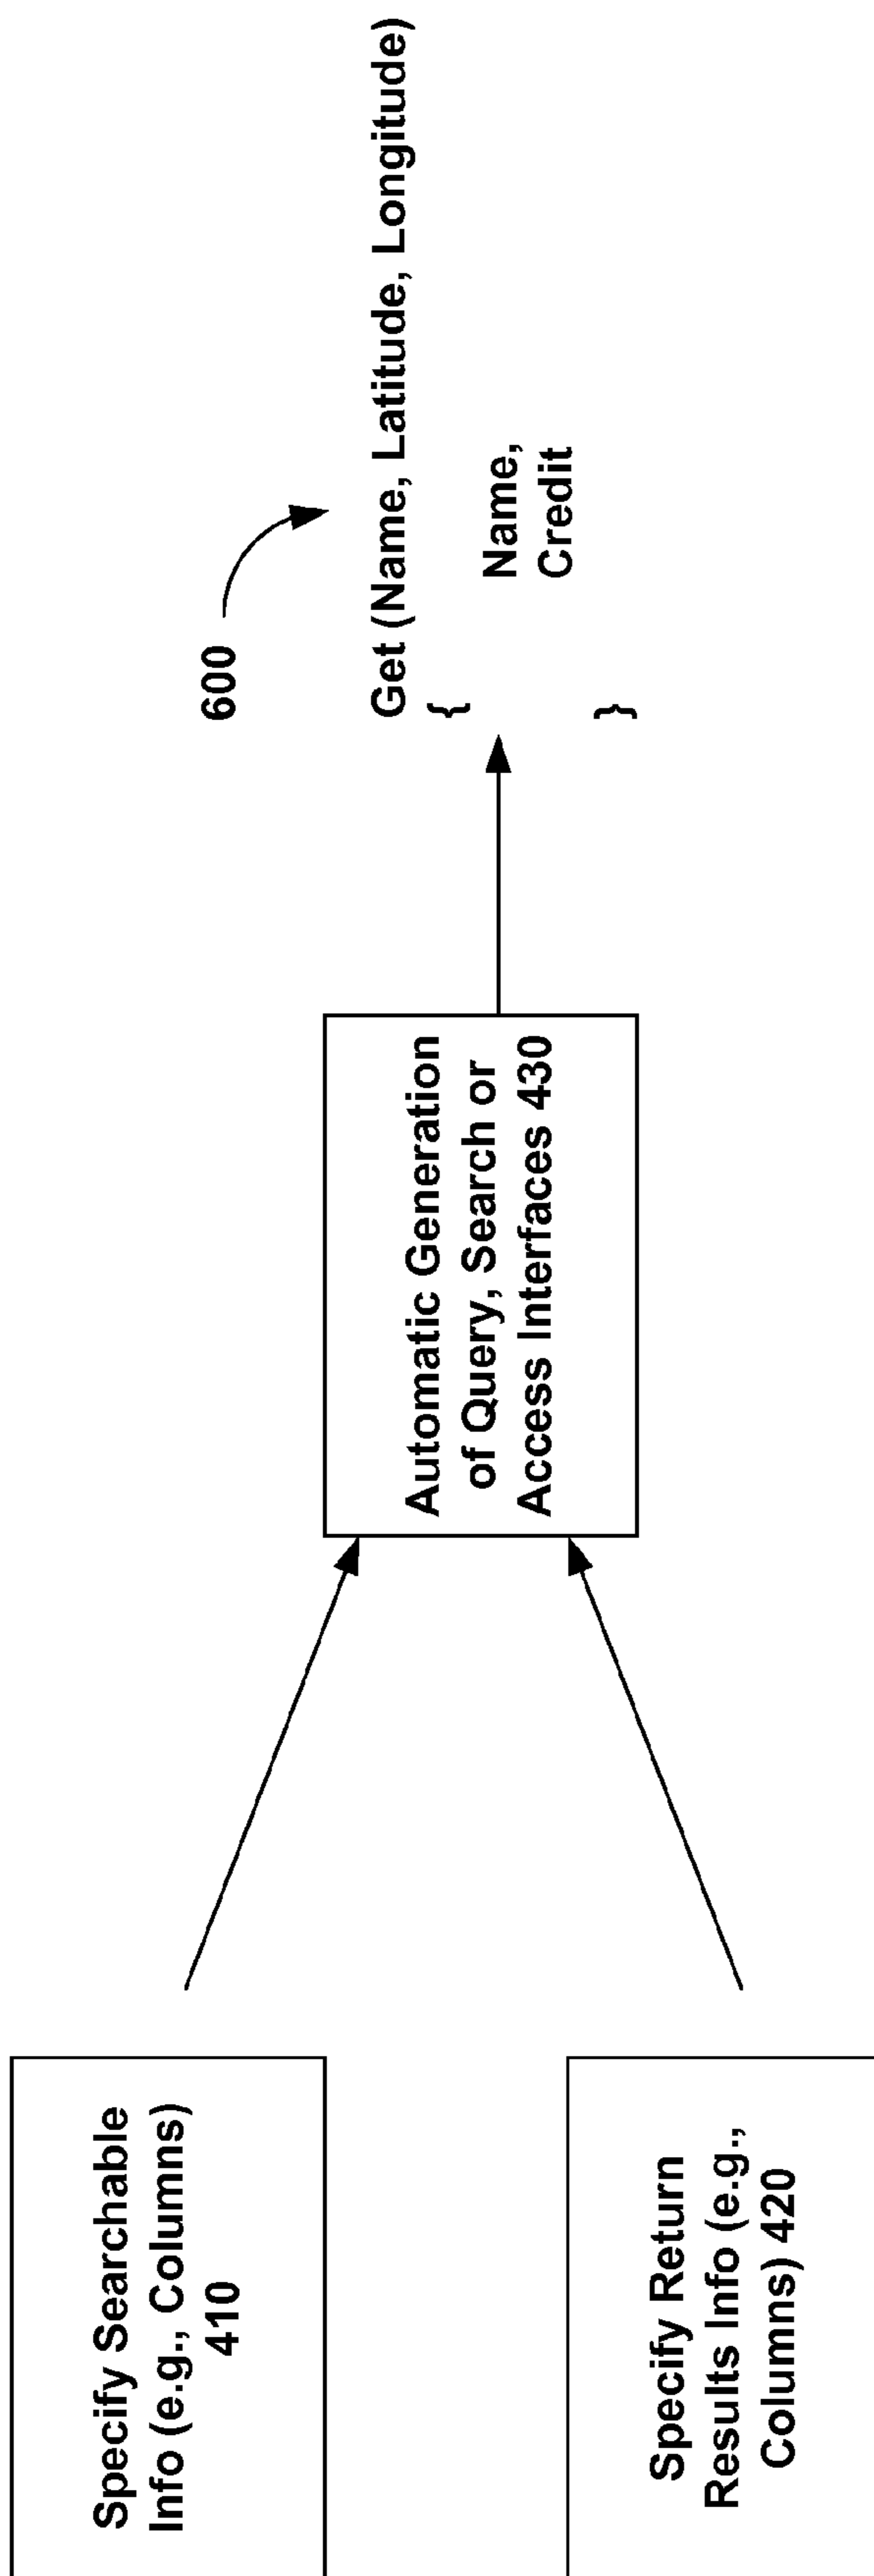 Specify Searchable
Info (e.g., Columns)
410
Specify Return
Results Info (e.g.,
Columns) 420
Automatic Generation
of Query, Search or
Access Interfaces 430
600
Get (Name, Latitude, Longitude)
{
Name,
Credit
}